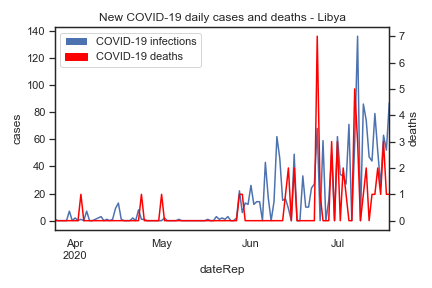 New COVID-19 daily cases and deaths - Libya
COVID-19 infections
COVID-19 deaths
140
120
100
80
60
40
20
0
cases
7
6
5
4
3
2
1
0
deaths
Apr
2020
May
Jun
Jul
dateRep